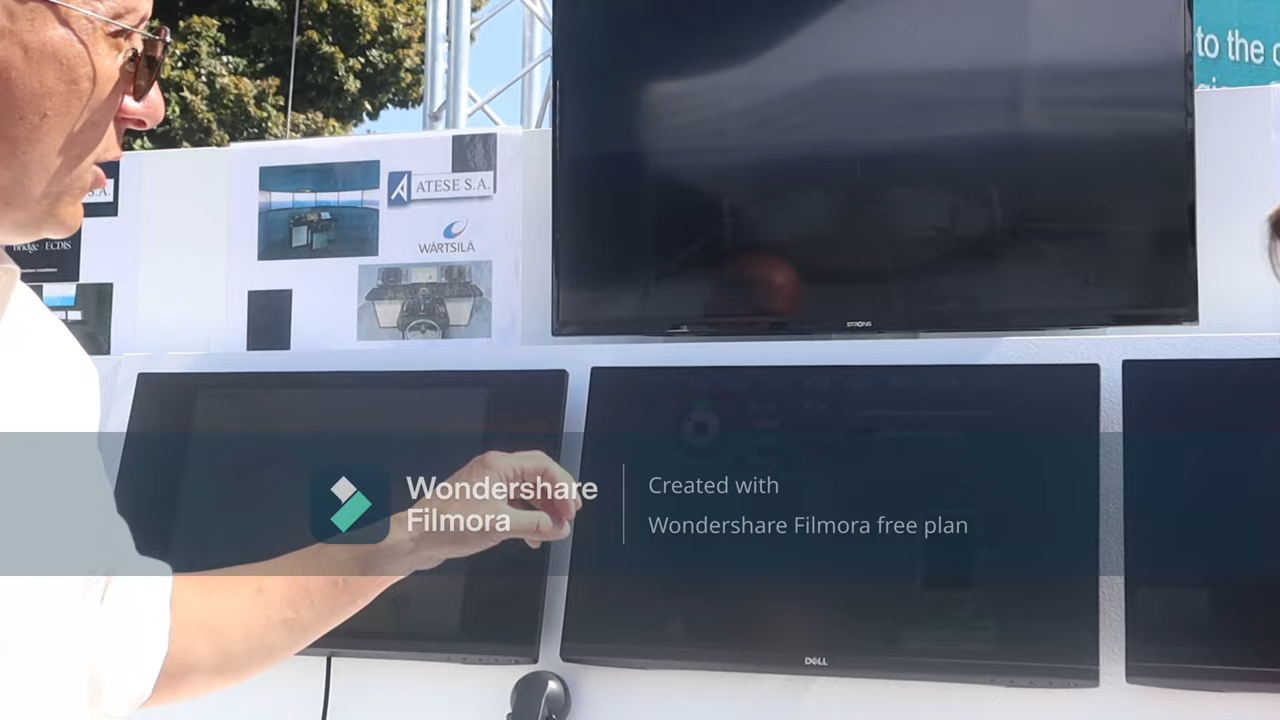 to the
S.A.
ATESE S.A.
WÄRTSILÄ
Bridge / ECDIS
STRONG
Wondershare
Filmora
Created with
Wondershare Filmora free plan
DELL